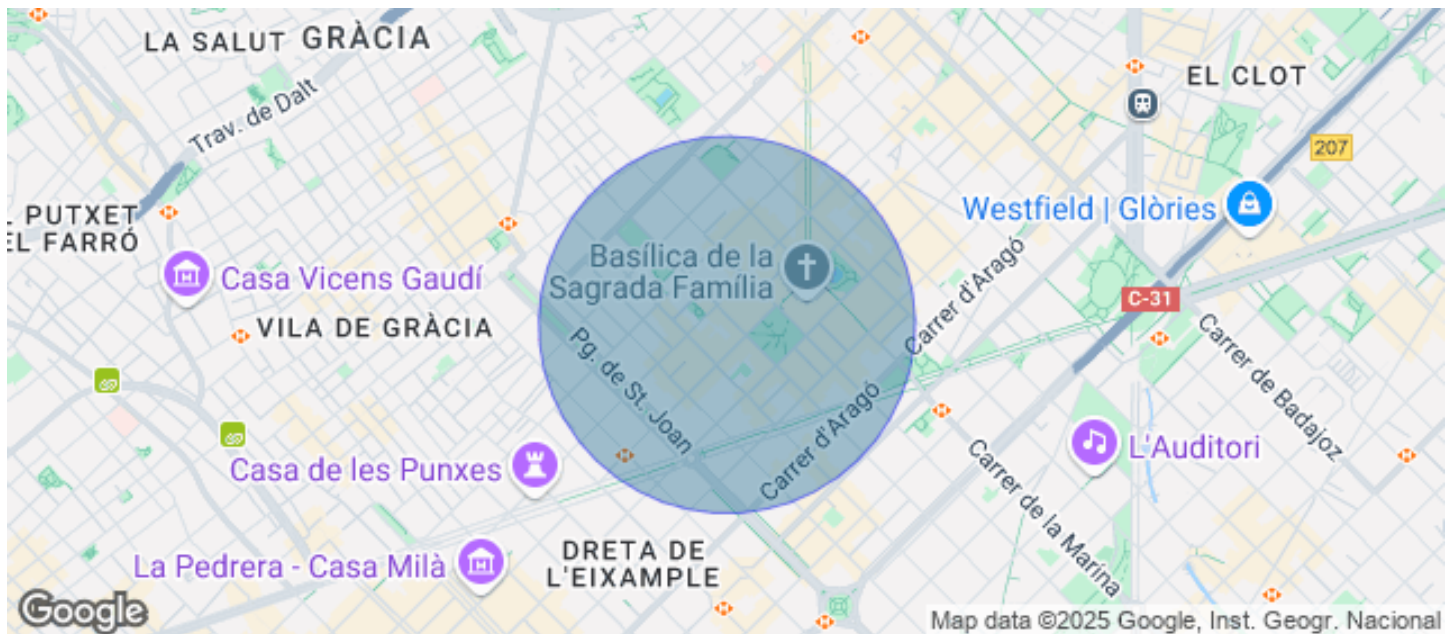 LA SALUT
GRÀCIA
EL CLOT
Trav. de Dalt
207
PUTXET
EL FARRÓ
Westfield | Glòries
Basílica de la
Sagrada Família
Casa Vicens Gaudí
Carrer d'Aragó
C-31
VILA DE GRÀCIA
Pg. de St. Joan
Carrer de Badajoz
Carrer d'Aragó
L'Auditori
Casa de les Punxes
Carrer de la Marina
La Pedrera - Casa Milà
DRETA DE
L'EIXAMPLE
Google
Map data ©2025 Google, Inst. Geogr. Nacional